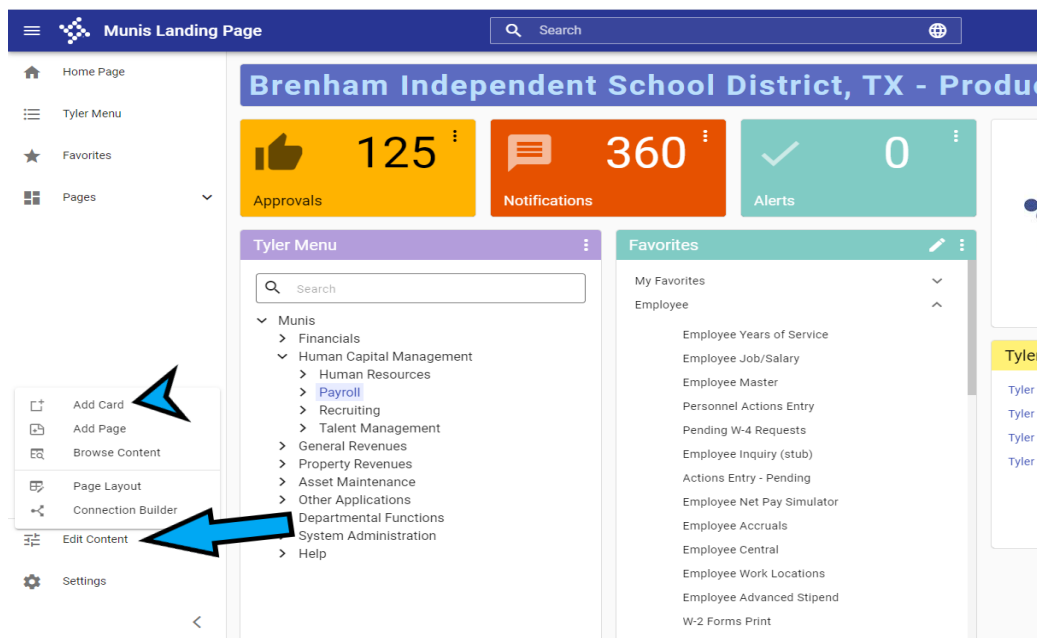 Munis Landing Page
Search
Home Page
Tyler Menu
Favorites
Pages
Brenham Independent School District, TX -
125
Approvals
360
Notifications
0
Alerts
Tyler Menu
Search
Munis
Financials
Human Capital Management
Human Resources
Payroll
Recruiting
Talent Management
General Revenues
Property Revenues
Asset Maintenance
Other Applications
Departmental Functions
System Administration
Help
Favorites
My Favorites
Employee
Employee Years of Service
Employee Job/Salary
Employee Master
Personnel Actions Entry
Pending W-4 Requests
Employee Inquiry (stub)
Actions Entry - Pending
Employee Net Pay Simulator
Employee Accruals
Employee Central
Employee Work Locations
Employee Advanced Stipend
W-2 Forms Print
Tyler
Tyler
Tyler
Tyler
Tyler
Add Card
Add Page
Browse Content
Page Layout
Connection Builder
Edit Content
Settings